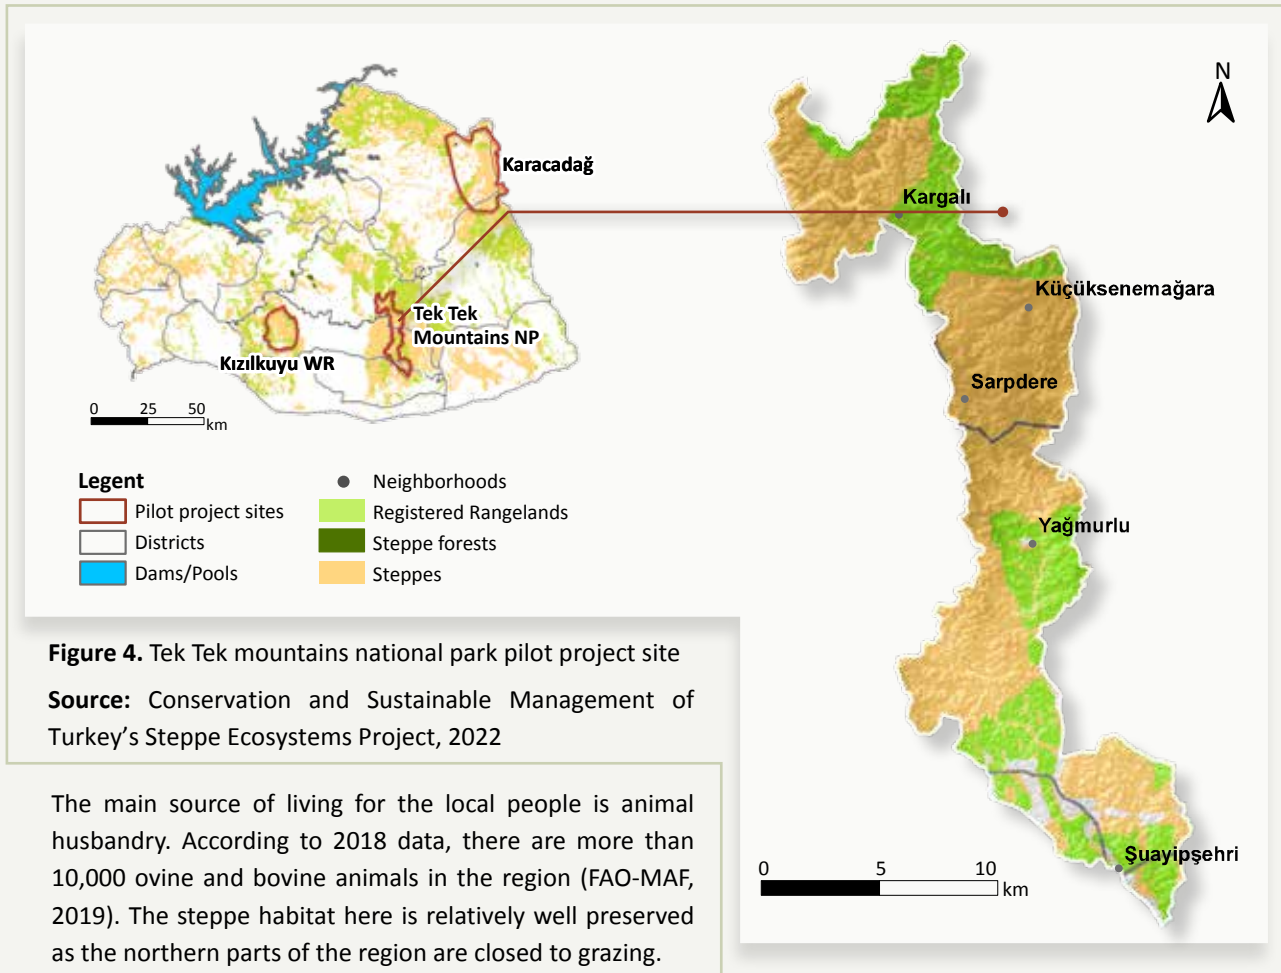 N
Karacadağ
Kargalı
Küçüksenemağara
Tek Tek
Mountains NP
Kızılkuyu WR
Sarpdere
0 25 50
km
Legent
Pilot project sites
Districts
Dams/Pools
Neighborhoods
Registered Rangelands
Steppe forests
Steppes
Yağmurlu
Şuayipşehri
0 5 10
km
Figure 4. Tek Tek mountains national park pilot project site
Source: Conservation and Sustainable Management of
Turkey's Steppe Ecosystems Project, 2022
The main source of living for the local people is animal
husbandry. According to 2018 data, there are more than
10,000 ovine and bovine animals in the region (FAO-MAF,
2019). The steppe habitat here is relatively well preserved
as the northern parts of the region are closed to grazing.